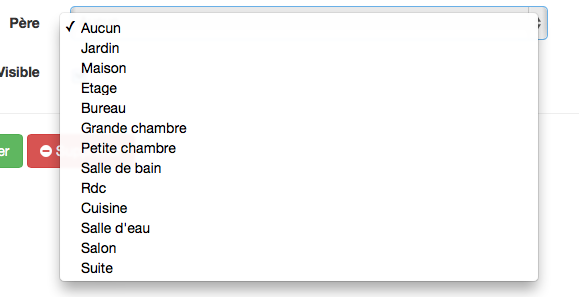 Père
✓ Aucun
Jardin
Maison
Visible
Etage
Bureau
Grande chambre
Petite chambre
Salle de bain
Rdc
Cuisine
Salle d'eau
Salon
Suite